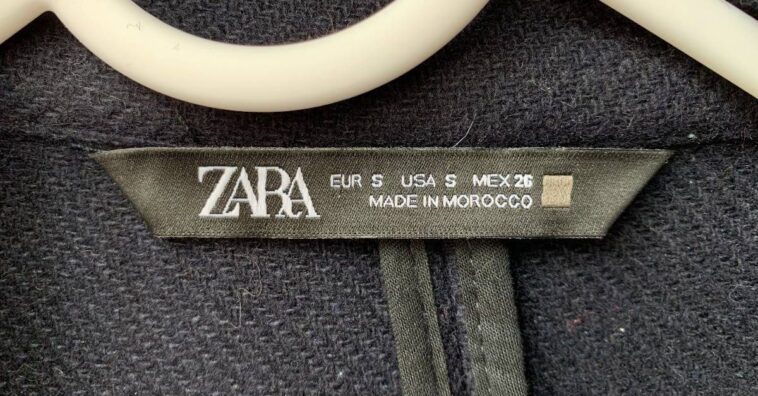 ZARA
EUR S USA S MEX 26
MADE IN MOROCCO